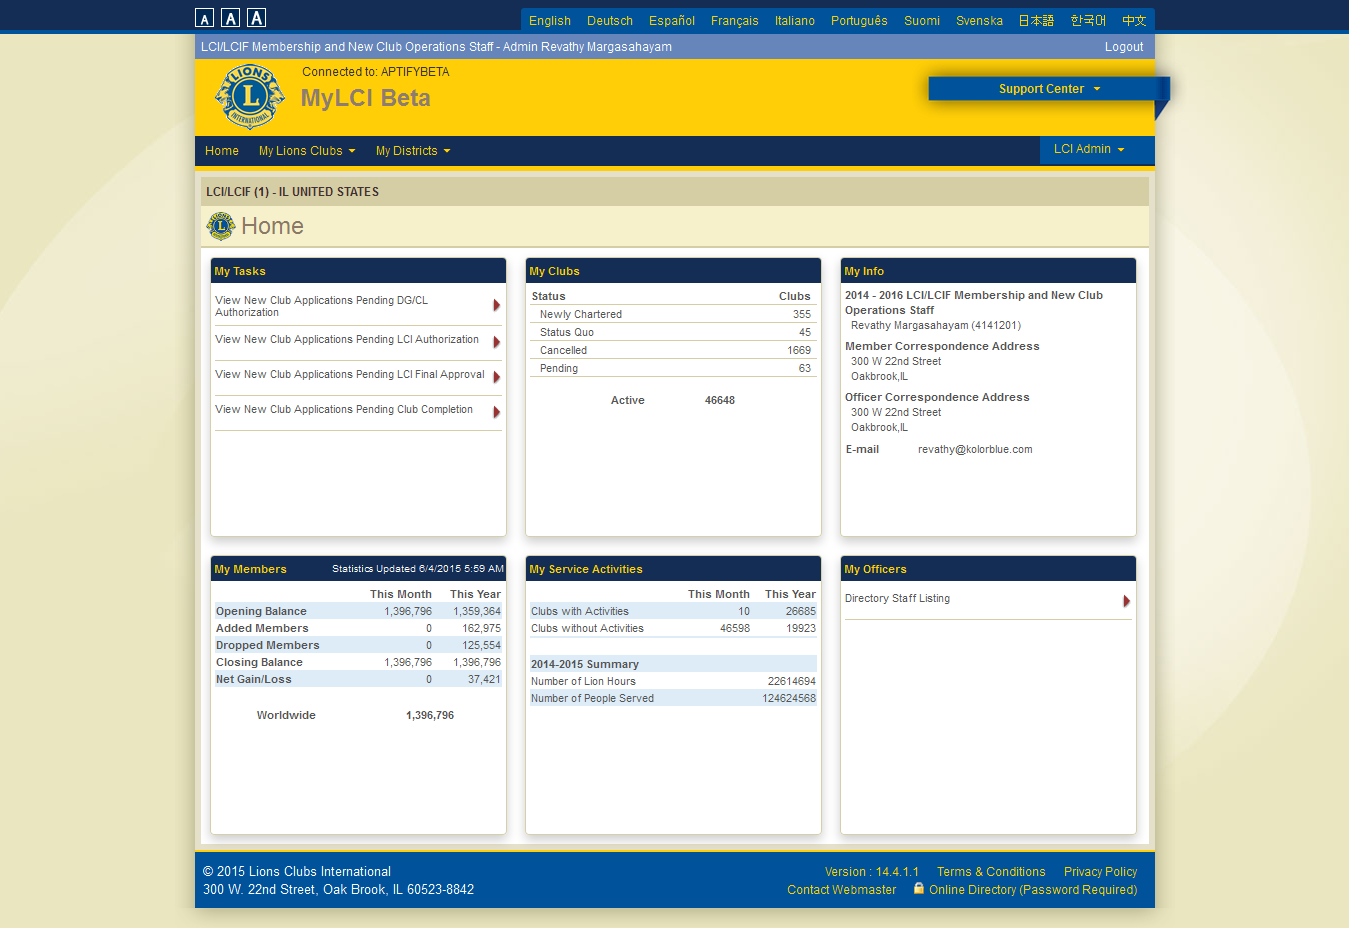 A A A
English Deutsch Español Français Italiano Português Suomi Svenska 日本語 한국어 中文
LCI/LCIF Membership and New Club Operations Staff - Admin Revathy Margasahayam Logout
LIONS
L
INTERNATIONAL
Connected to: APTIFYBETA
MyLCI Beta
Support Center
Home My Lions Clubs My Districts LCI Admin
LCI/LCIF (1) - IL UNITED STATES
Home
My Tasks
View New Club Applications Pending DG/CL
Authorization
View New Club Applications Pending LCI Authorization
View New Club Applications Pending LCI Final Approval
View New Club Applications Pending Club Completion
My Clubs
Status Clubs
Newly Chartered 355
Status Quo 45
Cancelled 1669
Pending 63
Active 46648
My Info
2014 - 2016 LCI/LCIF Membership and New Club
Operations Staff
Revathy Margasahayam (4141201)
Member Correspondence Address
300 W 22nd Street
Oakbrook,IL
Officer Correspondence Address
300 W 22nd Street
Oakbrook,IL
E-mail revathy@kolorblue.com
My Members Statistics Updated 6/4/2015 5:59 AM
This Month This Year
Opening Balance 1,396,796 1,359,364
Added Members 0 162,975
Dropped Members 0 125,554
Closing Balance 1,396,796 1,396,796
Net Gain/Loss 0 37,421
Worldwide 1,396,796
My Service Activities
This Month This Year
Clubs with Activities 10 26685
Clubs without Activities 46598 19923
2014-2015 Summary
Number of Lion Hours 22614694
Number of People Served 124624568
My Officers
Directory Staff Listing
© 2015 Lions Clubs International
300 W. 22nd Street, Oak Brook, IL 60523-8842
Version : 14.4.1.1 Terms & Conditions Privacy Policy
Contact Webmaster Online Directory (Password Required)